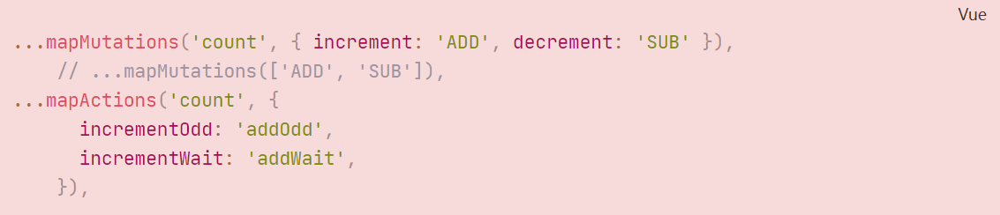 Vue
...mapMutations('count', { increment: 'ADD', decrement: 'SUB' }),
    // ...mapMutations(['ADD', 'SUB']),
...mapActions('count', {
      incrementOdd: 'addOdd',
      incrementWait: 'addWait',
    }),